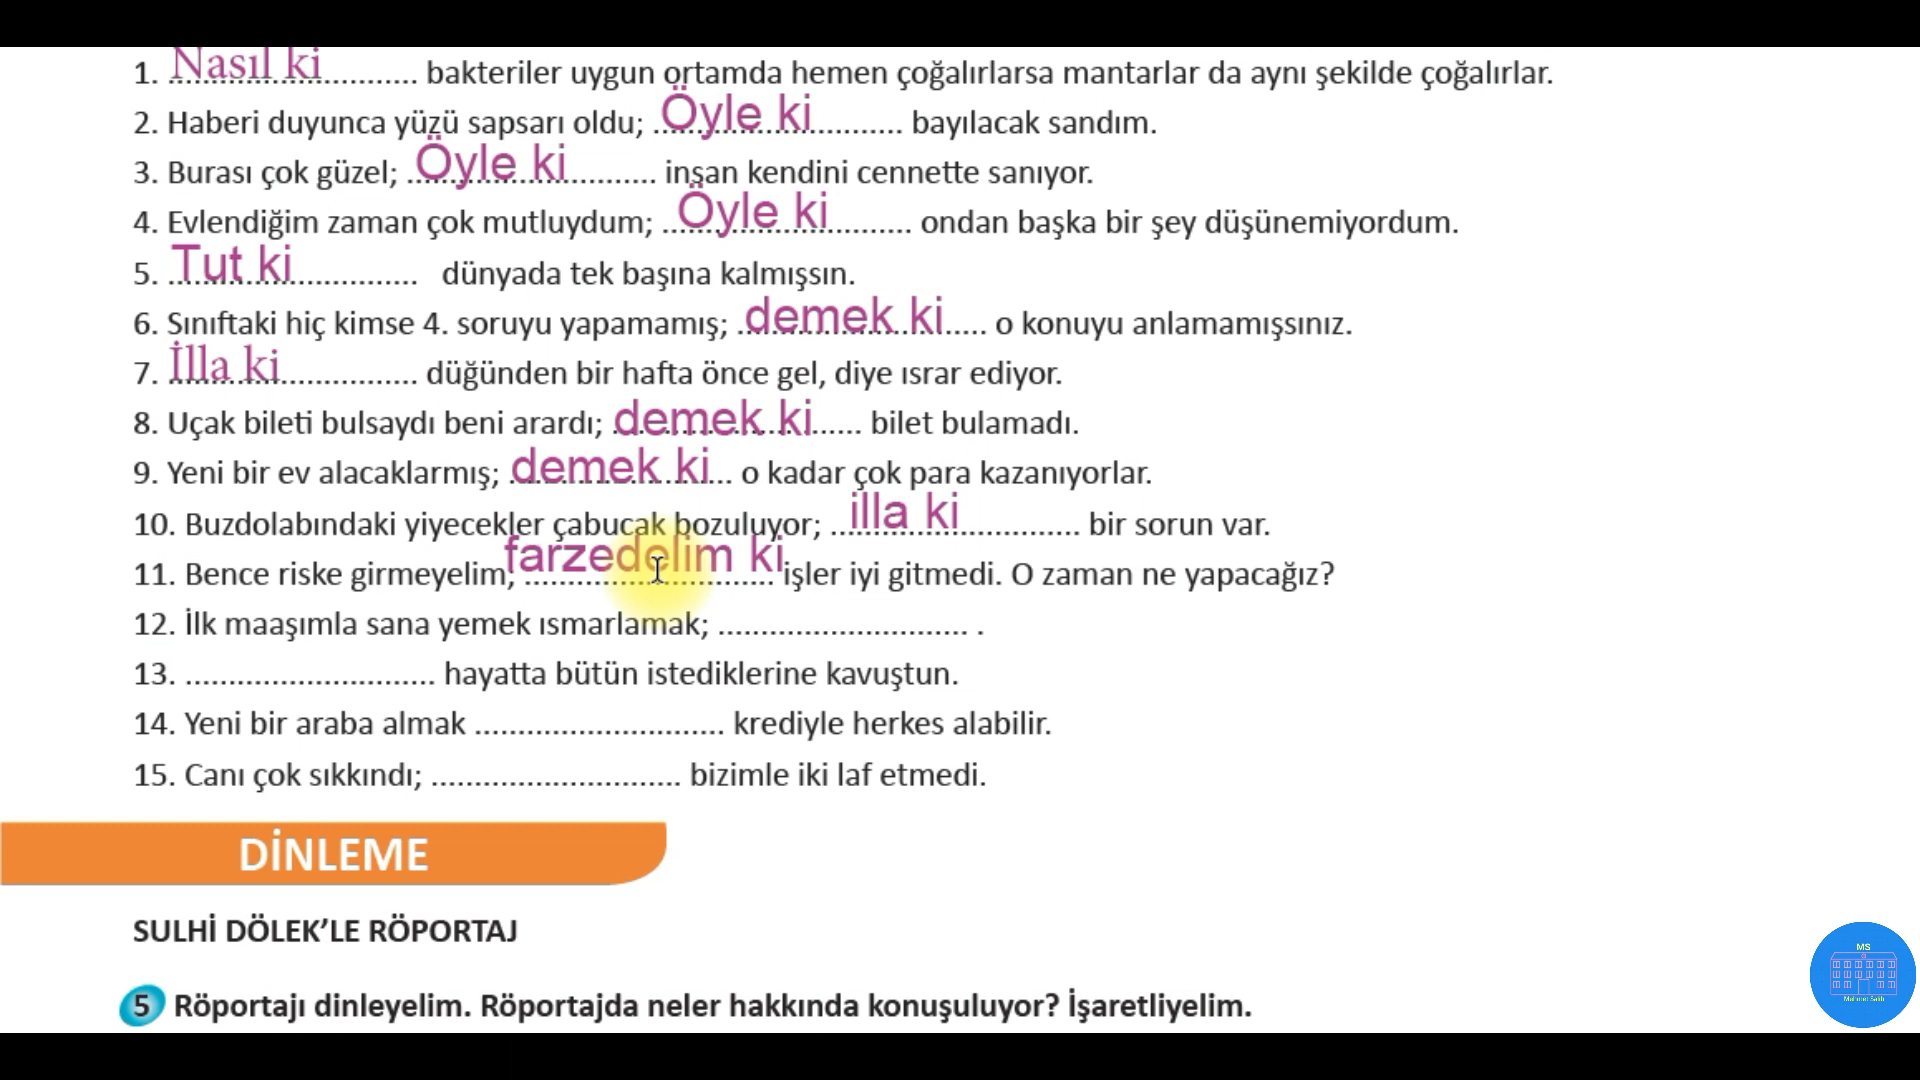 1. Nasıl ki.......... bakteriler uygun ortamda hemen çoğalırlarsa mantarlar da aynı şekilde çoğalırlar.
2. Haberi duyunca yüzü sapsarı oldu; Öyle ki.......... bayılacak sandım.
3. Burası çok güzel; Öyle ki.......... insan kendini cennette sanıyor.
4. Evlendiğim zaman çok mutluydum; Öyle ki.......... ondan başka bir şey düşünemiyordum.
5. Tut ki.............. dünyada tek başına kalmışsın.
6. Sınıftaki hiç kimse 4. soruyu yapamamış; demek ki..... o konuyu anlamamışsınız.
7. İlla ki................ düğünden bir hafta önce gel, diye ısrar ediyor.
8. Uçak bileti bulsaydı beni arardı; demek ki...... bilet bulamadı.
9. Yeni bir ev alacaklarmış; demek ki... o kadar çok para kazanıyorlar.
10. Buzdolabındaki yiyecekler çabucak bozuluyor; illa ki.............. bir sorun var.
11. Bence riske girmeyelim; farzedelim ki işler iyi gitmedi. O zaman ne yapacağız?
12. İlk maaşımla sana yemek ısmarlamak; ............................. .
13. ............................. hayatta bütün istediklerine kavuştun.
14. Yeni bir araba almak ............................. krediyle herkes alabilir.
15. Canı çok sıkkındı; ............................. bizimle iki laf etmedi.
DİNLEME
SULHİ DÖLEK’LE RÖPORTAJ
5 Röportajı dinleyelim. Röportajda neler hakkında konuşuluyor? İşaretliyelim.
MS
Mehmet Salih